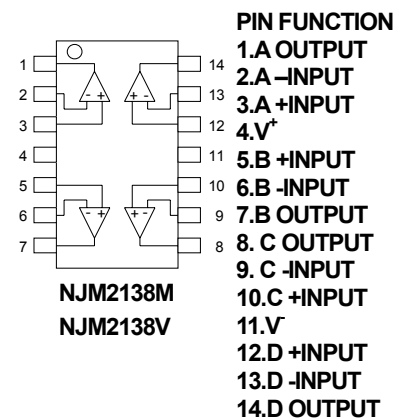 PIN FUNCTION
1.A OUTPUT
2.A –INPUT
3.A +INPUT
4.V+
5.B +INPUT
6.B -INPUT
7.B OUTPUT
8. C OUTPUT
9. C -INPUT
10.C +INPUT
11.V-
12.D +INPUT
13.D -INPUT
14.D OUTPUT
1
2
3
4
5
6
7
14
13
12
11
10
9
8
- +
+ -
- +
+ -
NJM2138M
NJM2138V